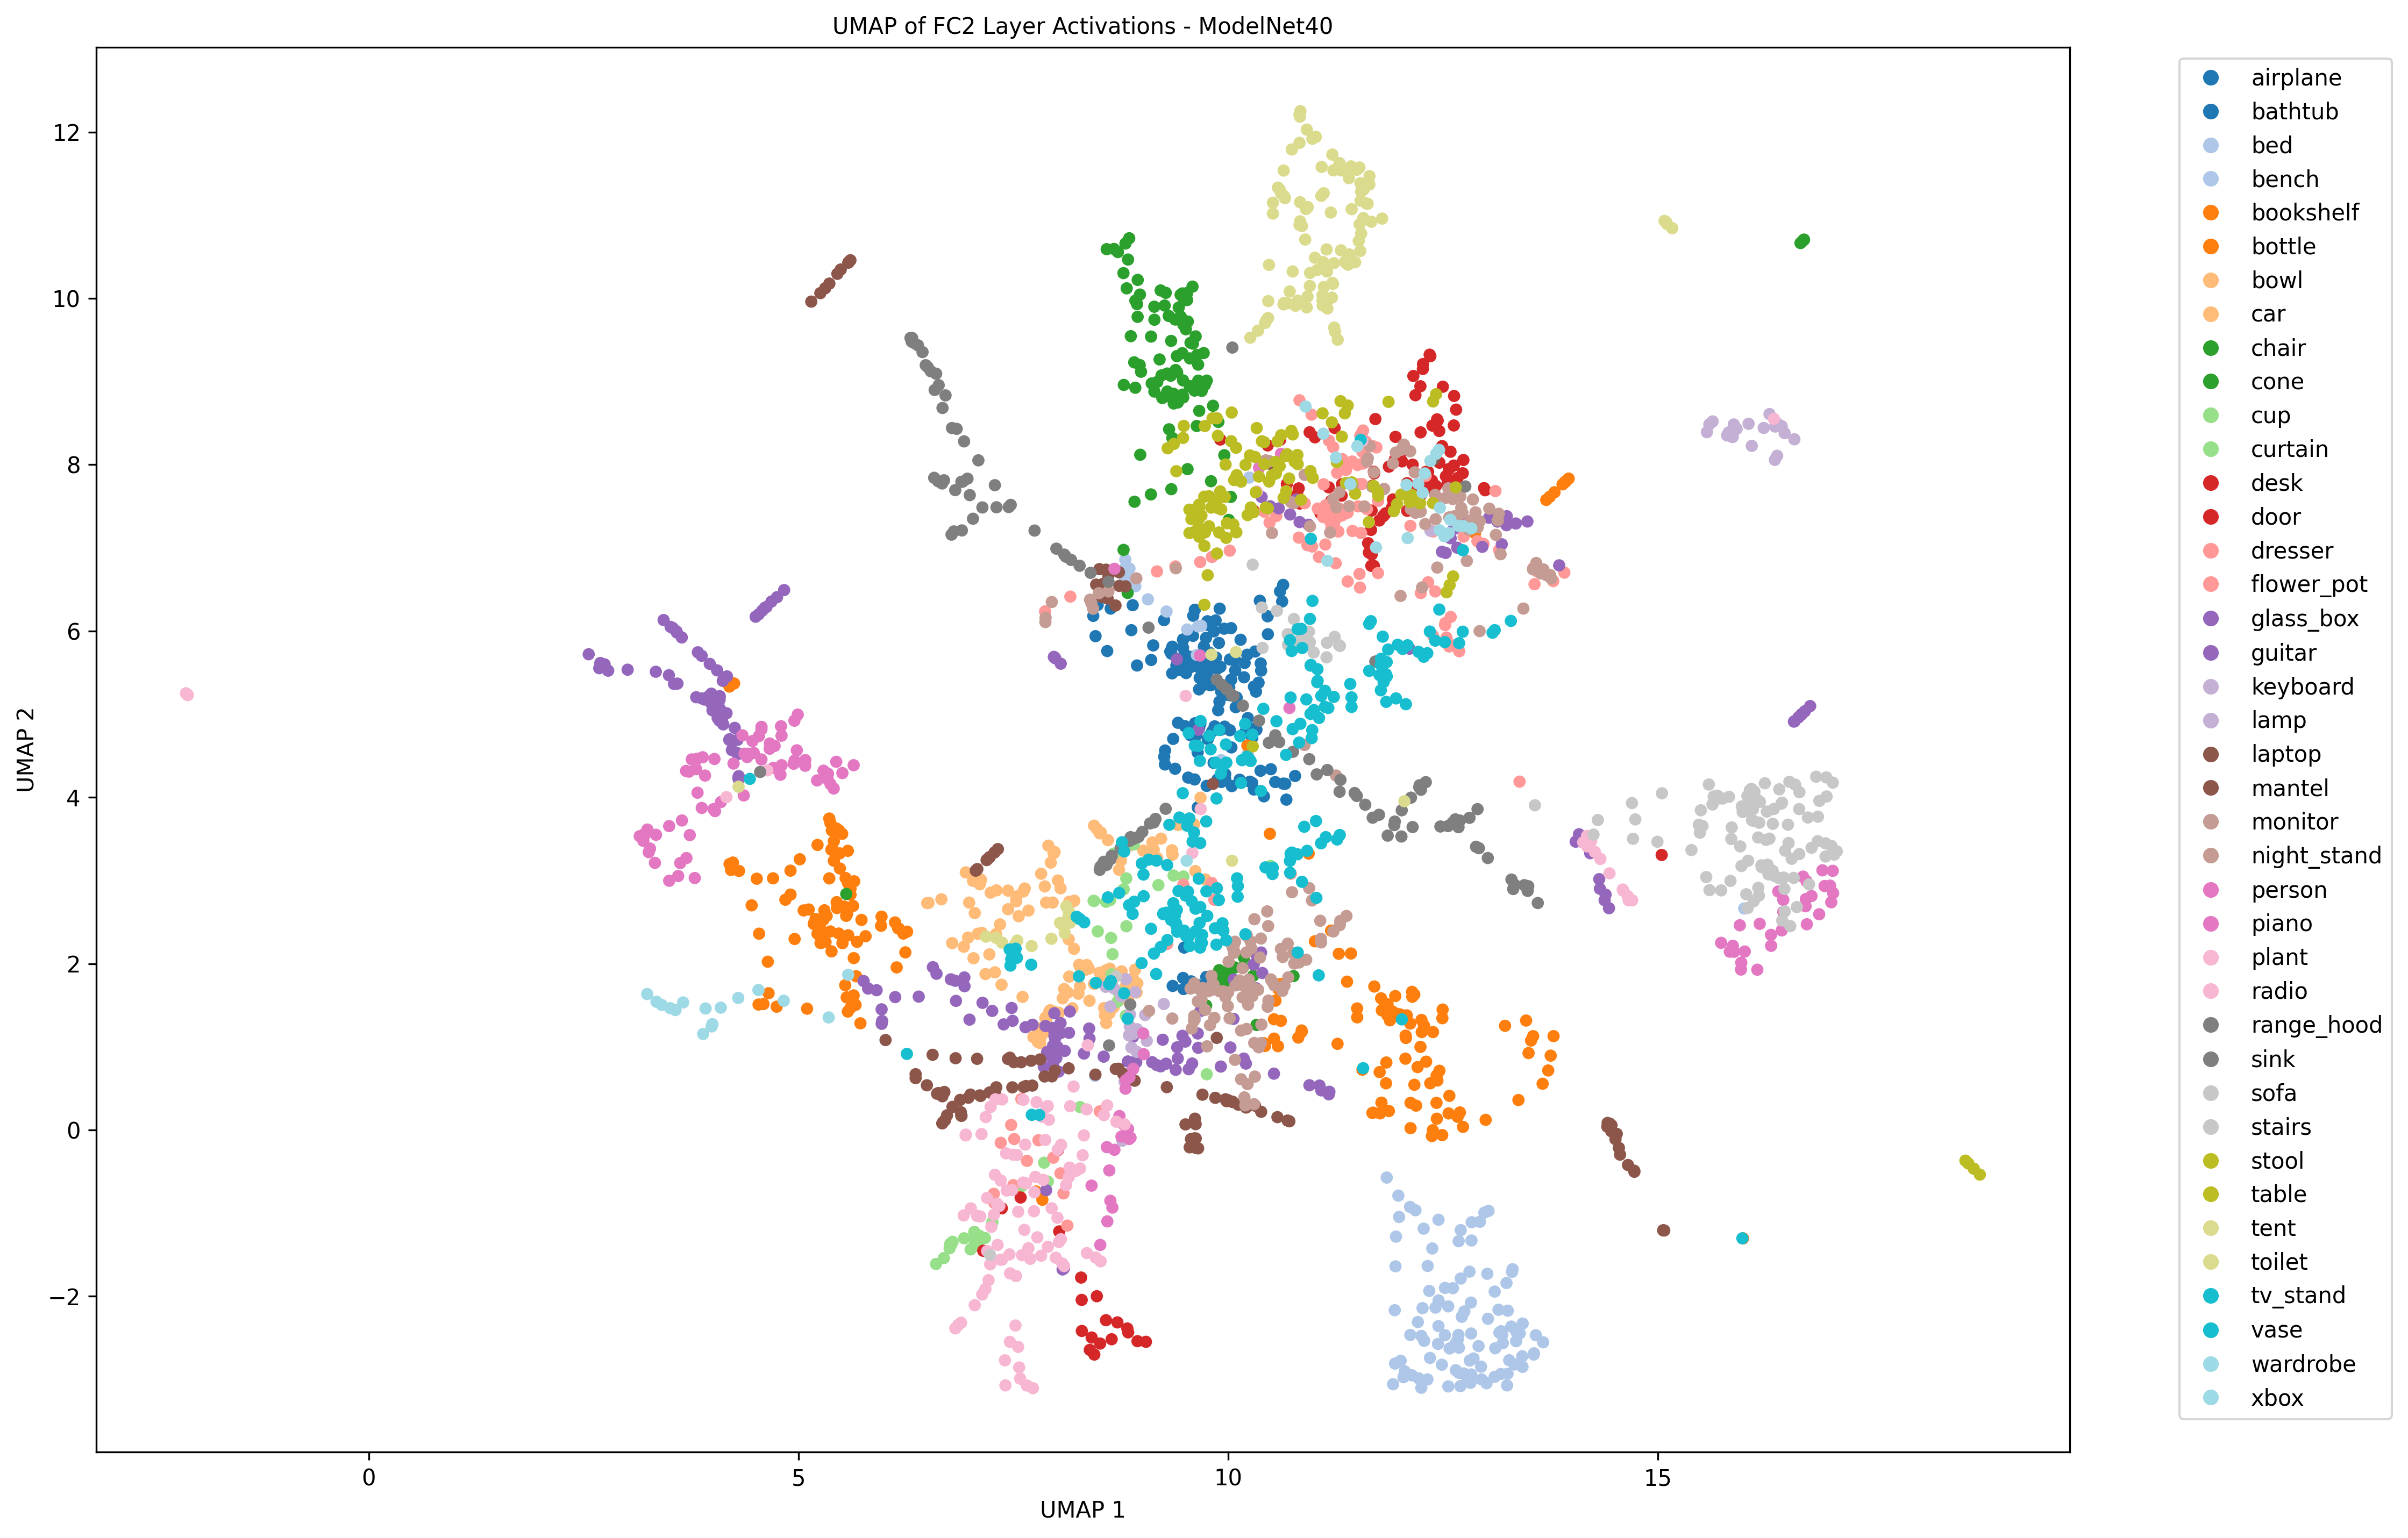 UMAP of FC2 Layer Activations - ModelNet40
12
10
8
6
4
2
0
−2
UMAP 2
0
5
10
15
UMAP 1
airplane
bathtub
bed
bench
bookshelf
bottle
bowl
car
chair
cone
cup
curtain
desk
door
dresser
flower_pot
glass_box
guitar
keyboard
lamp
laptop
mantel
monitor
night_stand
person
piano
plant
radio
range_hood
sink
sofa
stairs
stool
table
tent
toilet
tv_stand
vase
wardrobe
xbox